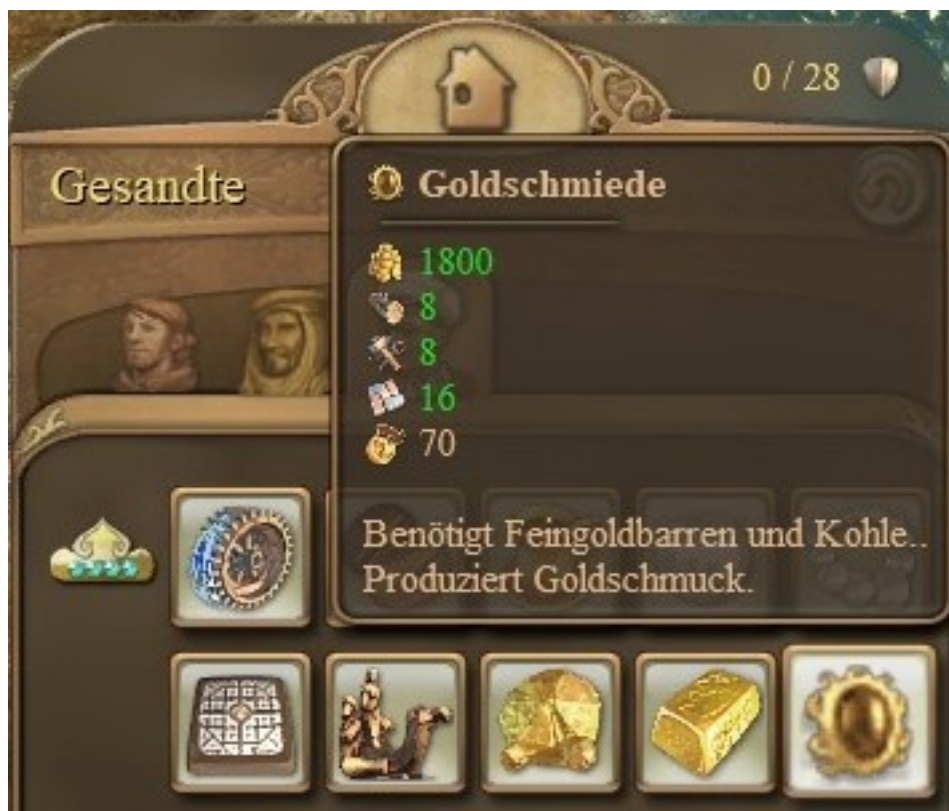 0 / 28
Gesandte
Goldschmiede
1800
8
8
16
70
Benötigt Feingoldbarren und Kohle..
Produziert Goldschmuck.